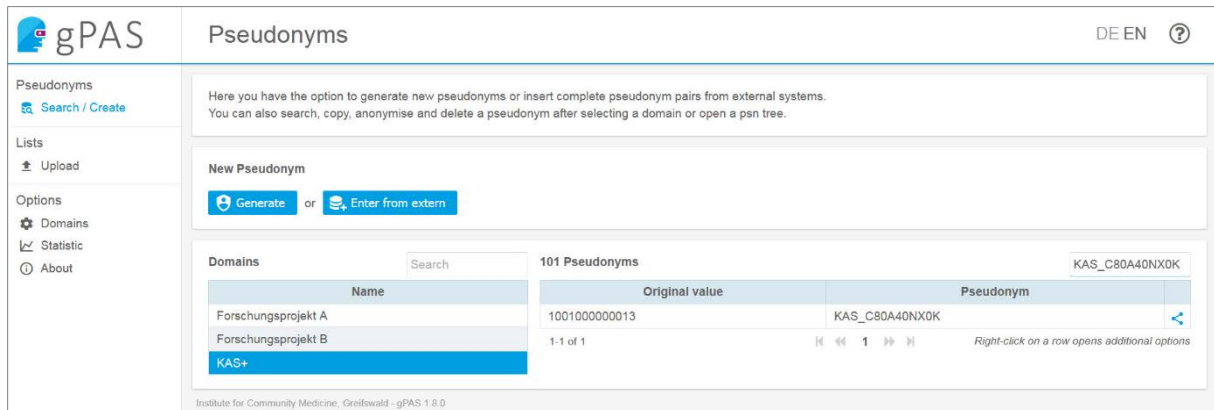 gPAS
Pseudonyms
DE EN
?
Pseudonyms
Search / Create
Lists
Upload
Options
Domains
Statistic
About
Here you have the option to generate new pseudonyms or insert complete pseudonym pairs from external systems.
You can also search, copy, anonymise and delete a pseudonym after selecting a domain or open a psn tree.
New Pseudonym
Generate or Enter from extern
Domains Search
Name
Forschungsprojekt A
Forschungsprojekt B
KAS+
101 Pseudonyms KAS_C80A40NX0K
Original value Pseudonym
1001000000013 KAS_C80A40NX0K
1-1 of 1 1 Right-click on a row opens additional options
Institute for Community Medicine, Greifswald - gPAS 1.8.0